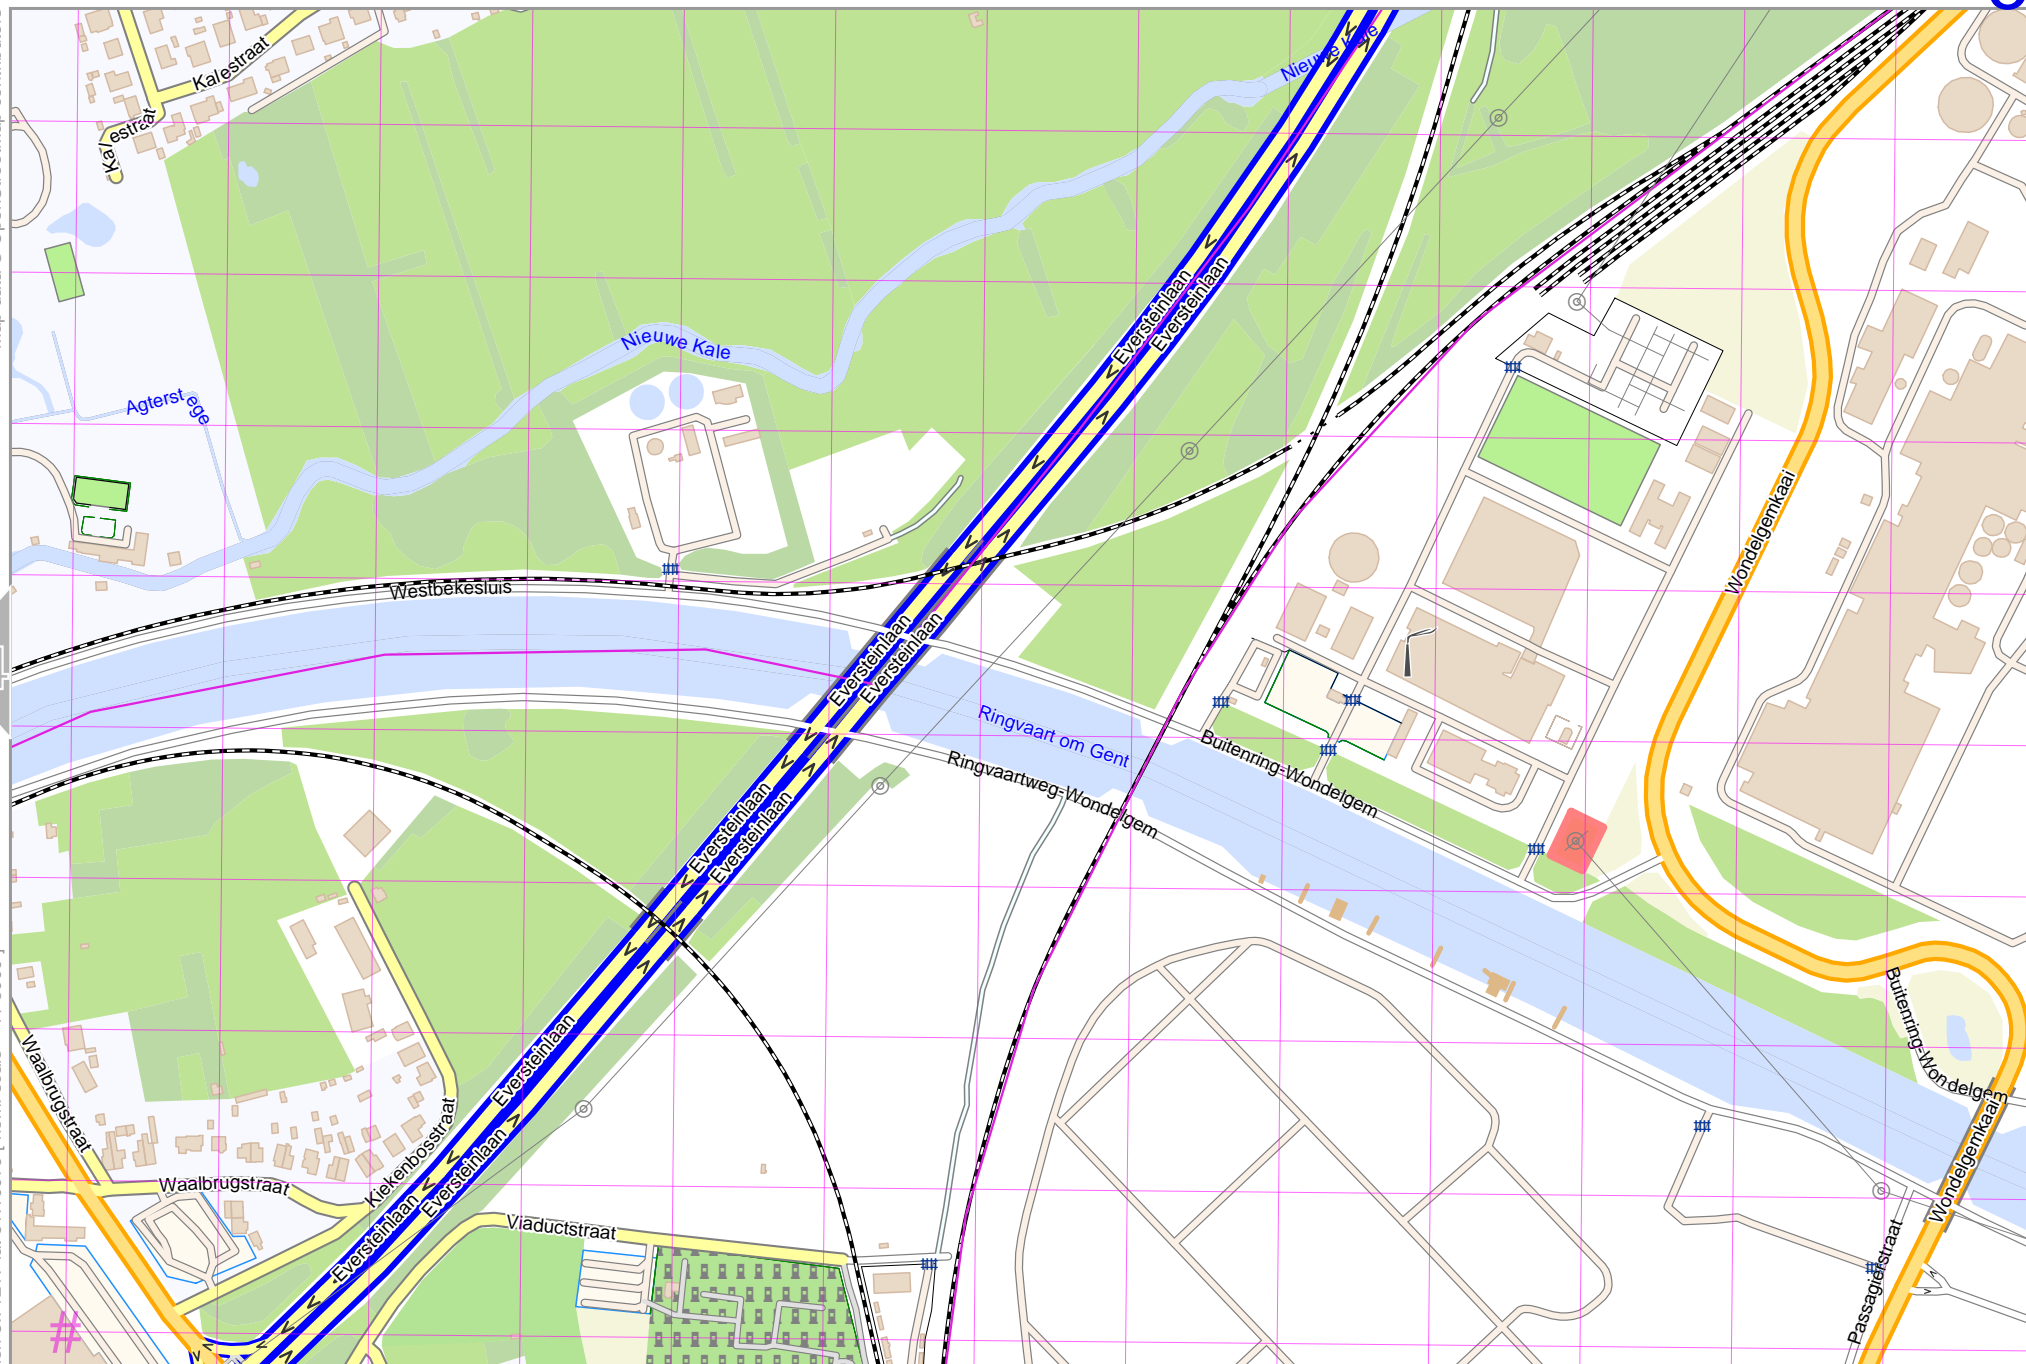 Kalestraat
Kalestraat
Nieuwe Kale
Nieuwe Kale
Agterstege
Eversteinlaan
Eversteinlaan
Westbekesluis
Wondelgemkaai
Eversteinlaan
Eversteinlaan
Ringvaart om Gent
Buitenring-Wondelgem
Ringvaartweg-Wondelgem
Eversteinlaan
Eversteinlaan
Buitenring-Wondelgem
Eversteinlaan
Waalbrugstraat
Kiekenbosstraat
Wondelgemkaai
Waalbrugstraat
Eversteinlaan
Eversteinlaan
Viaductstraat
Passagierstraat
#